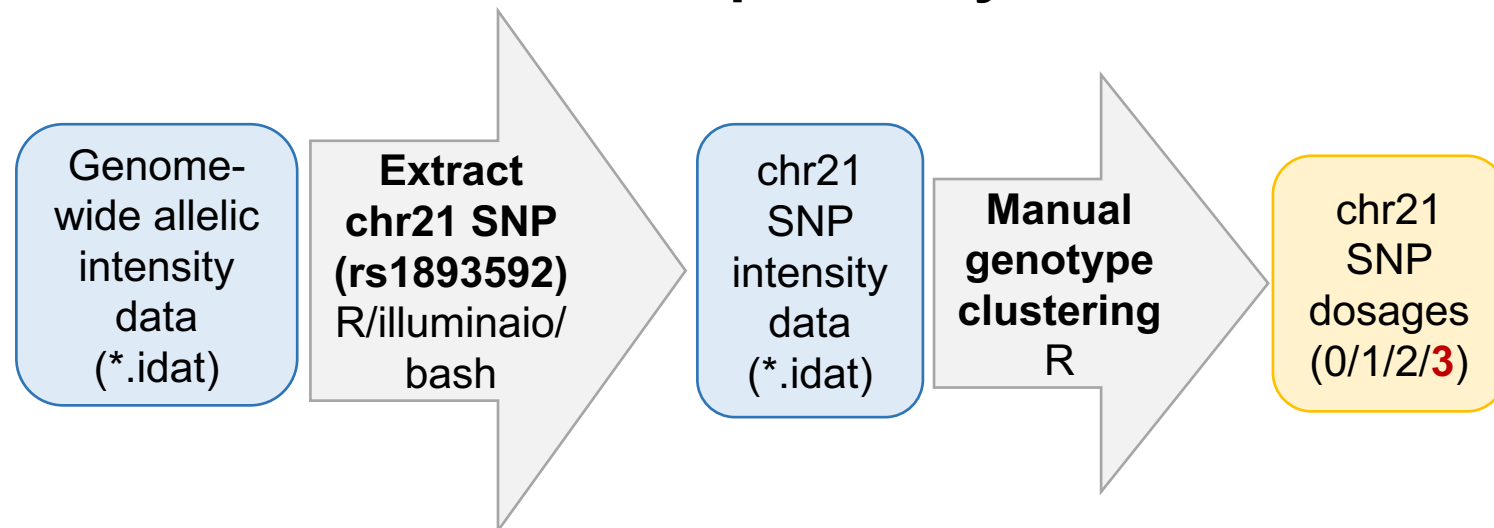 Genome-
wide allelic
intensity
data
(*.idat)
Extract
chr21 SNP
(rs1893592)
R/illuminaio/
bash
chr21
SNP
intensity
data
(*.idat)
Manual
genotype
clustering
R
chr21
SNP
dosages
(0/1/2/3)